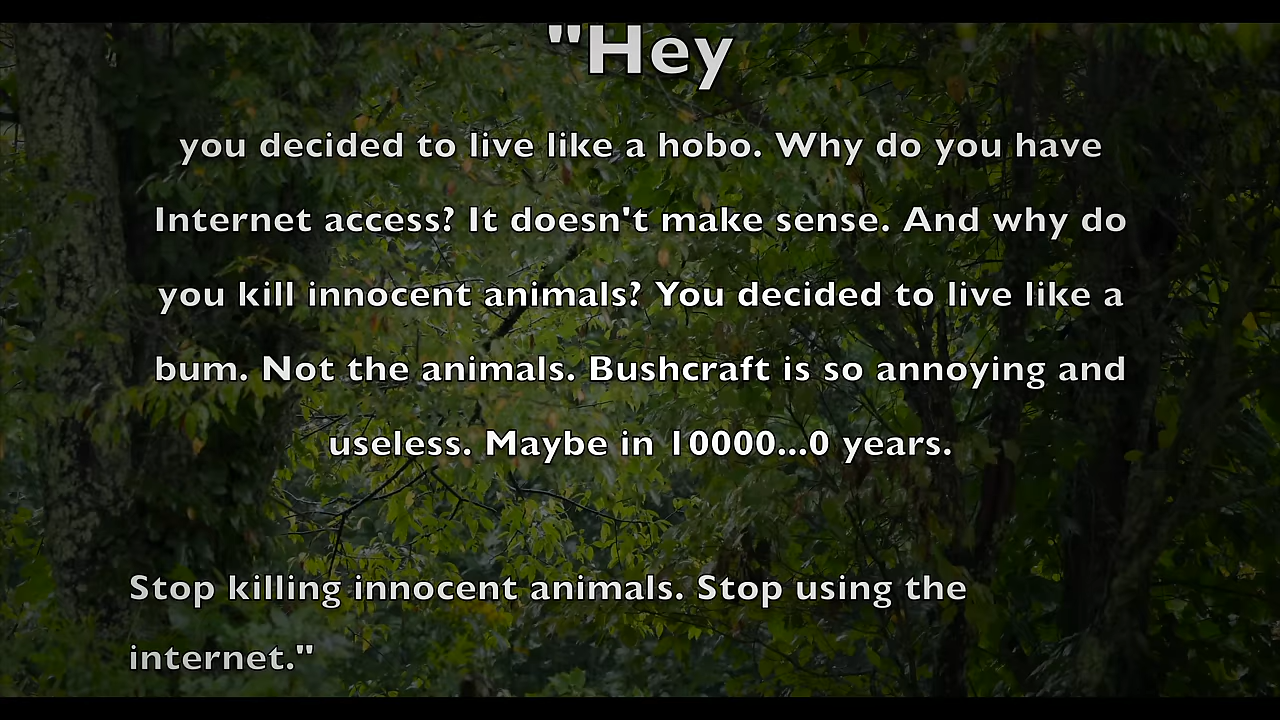 "Hey
you decided to live like a hobo. Why do you have
Internet access? It doesn't make sense. And why do
you kill innocent animals? You decided to live like a
bum. Not the animals. Bushcraft is so annoying and
useless. Maybe in 10000...0 years.
Stop killing innocent animals. Stop using the
internet."